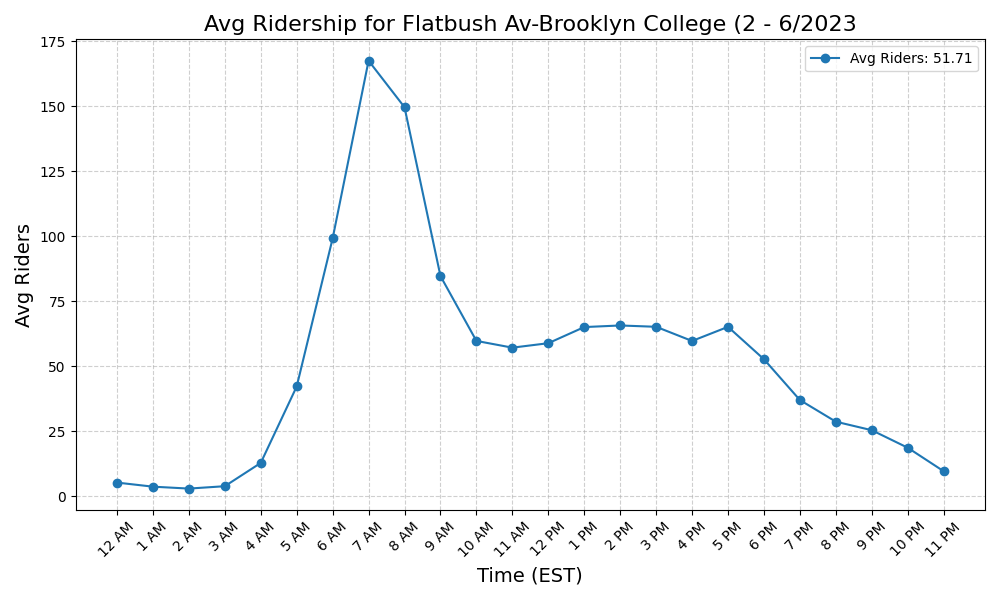 Avg Ridership for Flatbush Av-Brooklyn College (2 - 6/2023
Avg Riders: 51.71
Avg Riders
175
150
125
100
75
50
25
0
12 AM
1 AM
2 AM
3 AM
4 AM
5 AM
6 AM
7 AM
8 AM
9 AM
10 AM
11 AM
12 PM
1 PM
2 PM
3 PM
4 PM
5 PM
6 PM
7 PM
8 PM
9 PM
10 PM
11 PM
Time (EST)